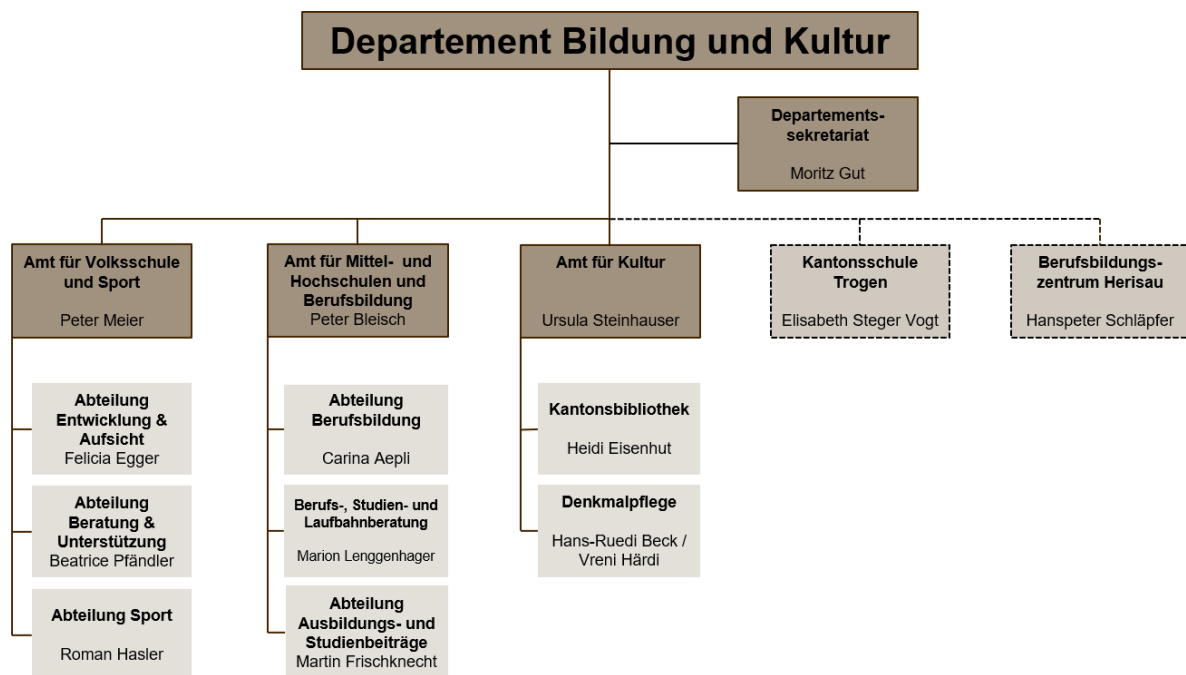 Departement Bildung und Kultur
Departements-
sekretariat
Moritz Gut
Amt für Volksschule
und Sport
Peter Meier
Amt für Mittel- und
Hochschulen und
Berufsbildung
Peter Bleisch
Amt für Kultur
Ursula Steinhauser
Kantonsschule
Trogen
Elisabeth Steger Vogt
Berufsbildungs-
zentrum Herisau
Hanspeter Schläpfer
Abteilung
Entwicklung &
Aufsicht
Felicia Egger
Abteilung
Beratung &
Unterstützung
Beatrice Pfändler
Abteilung Sport
Roman Hasler
Abteilung
Berufsbildung
Carina Aepli
Berufs-, Studien- und
Laufbahnberatung
Marion Lenggenhager
Abteilung
Ausbildungs- und
Studienbeiträge
Martin Frischknecht
Kantonsbibliothek
Heidi Eisenhut
Denkmalpflege
Hans-Ruedi Beck /
Vreni Härdi